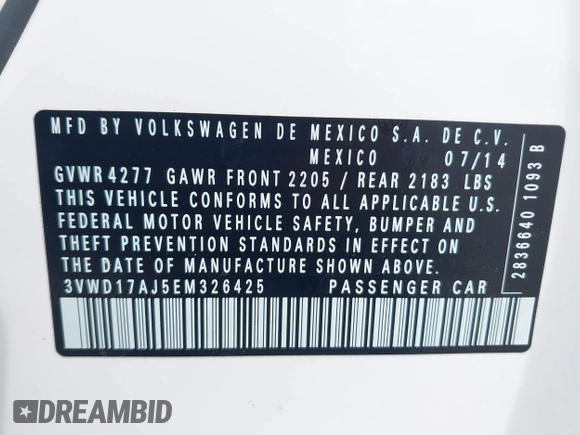 MFD BY VOLKSWAGEN DE MEXICO S.A. DE C.V.
MEXICO 07/14
GVWR 4277 GAWR FRONT 2205 / REAR 2183 LBS
THIS VEHICLE CONFORMS TO ALL APPLICABLE U.S.
FEDERAL MOTOR VEHICLE SAFETY, BUMPER AND
THEFT PREVENTION STANDARDS IN EFFECT ON
THE DATE OF MANUFACTURE SHOWN ABOVE.
3VWD17AJ5EM326425 PASSENGER CAR
2836640 1093 B
DREAMBID